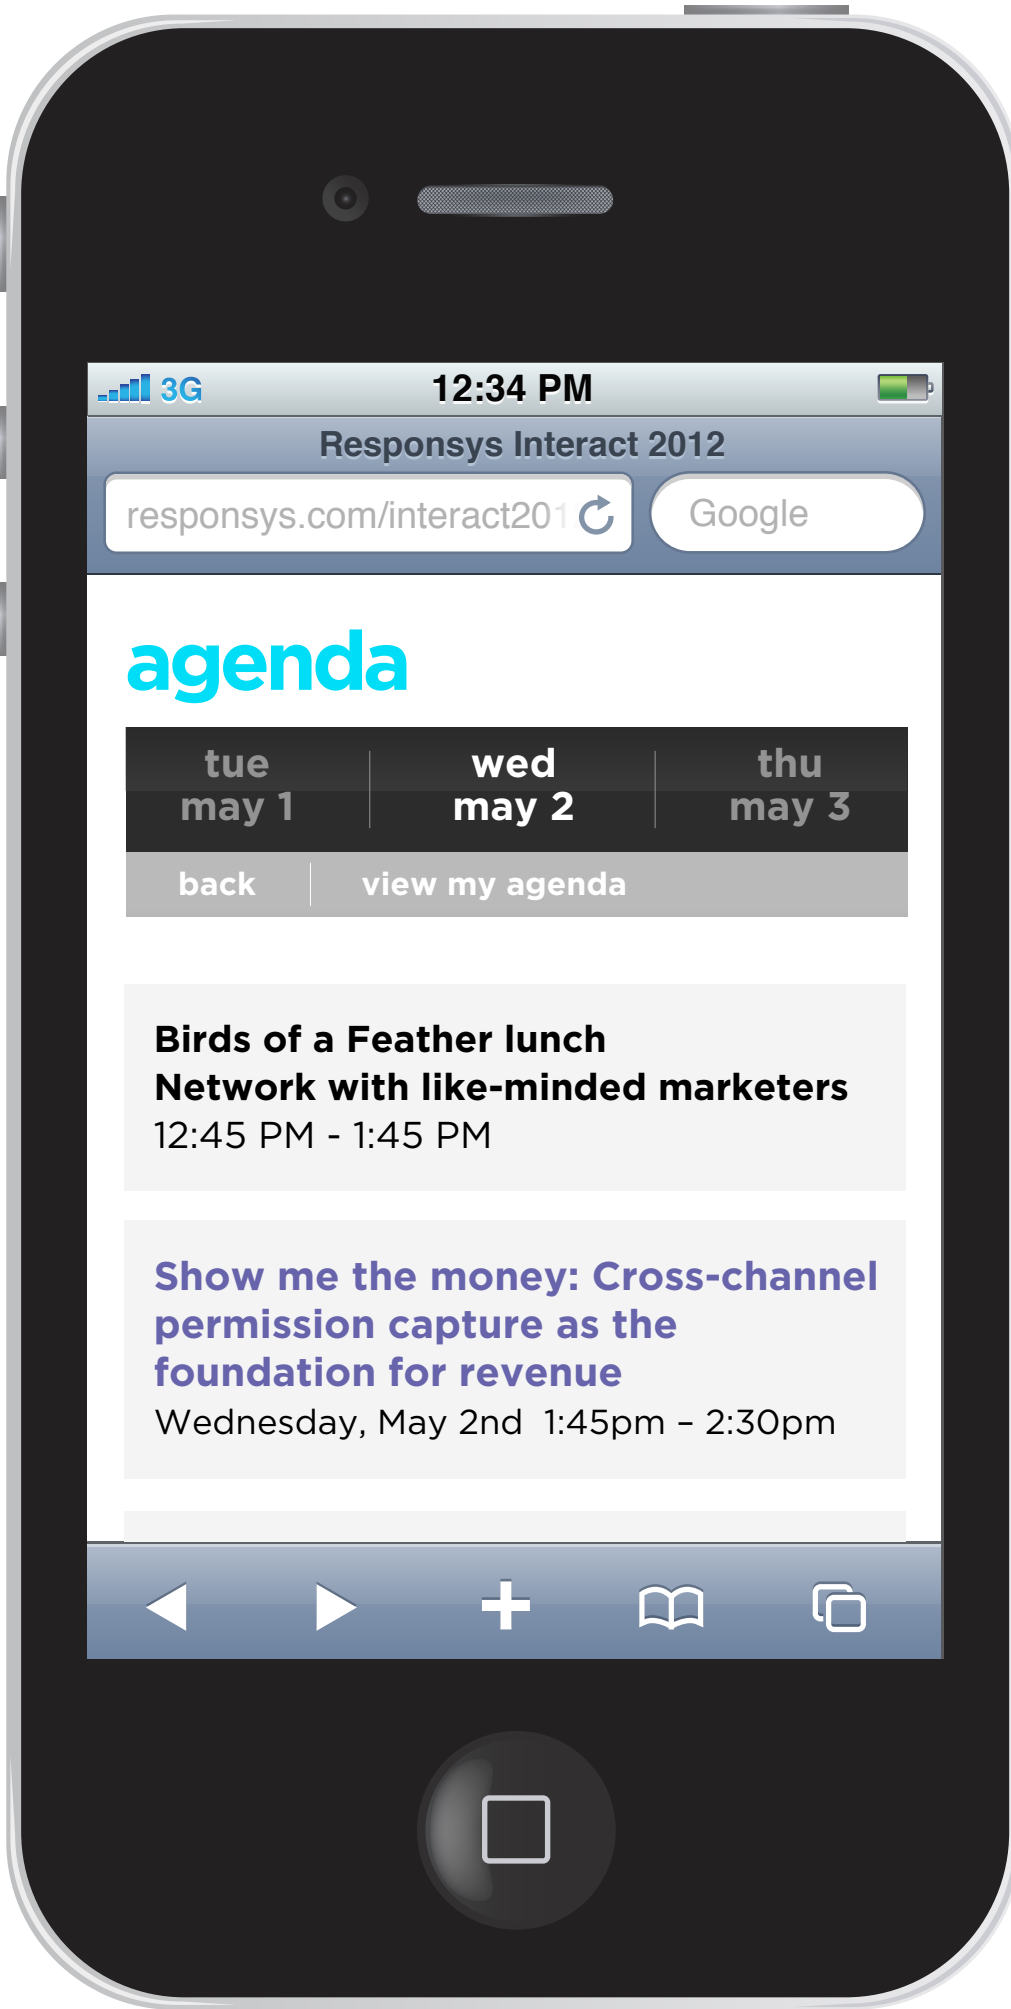 3G 12:34 PM
Responsys Interact 2012
responsys.com/interact201 Google
agenda
tue wed thu
may 1 may 2 may 3
back view my agenda
Birds of a Feather lunch
Network with like-minded marketers
12:45 PM - 1:45 PM
Show me the money: Cross-channel
permission capture as the
foundation for revenue
Wednesday, May 2nd 1:45pm – 2:30pm